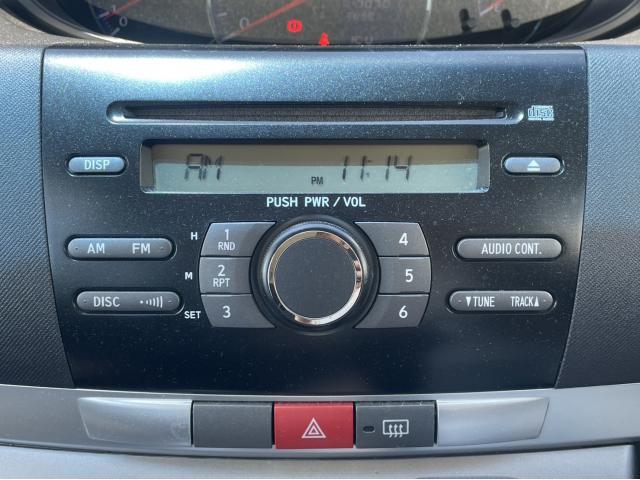 disc
DISP
AM PM 11:14
PUSH PWR / VOL
AM FM
H 1 RND
4
AUDIO CONT.
M 2 RPT
5
DISC
SET 3
6
▼TUNE TRACK▲